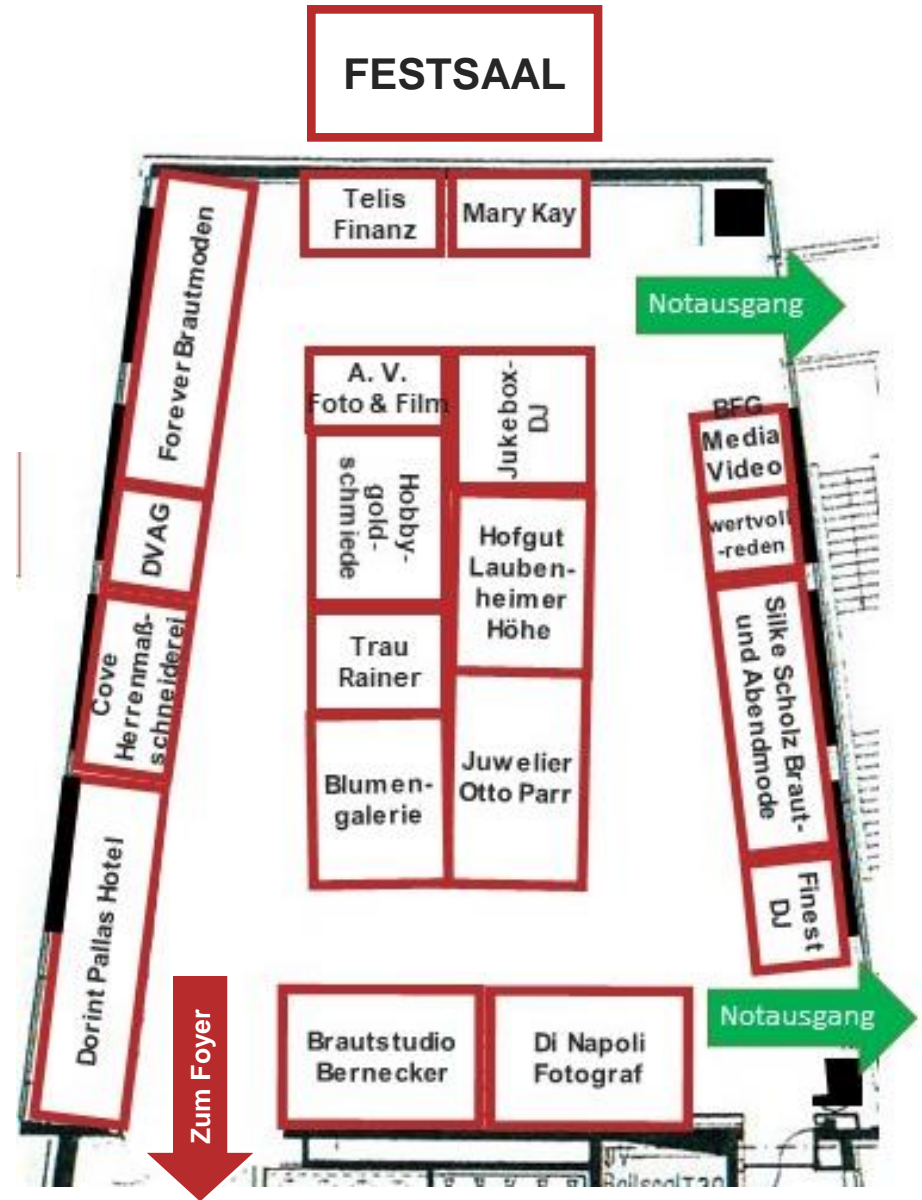 FESTSAAL
Telis
Finanz
Mary Kay
Forever Brautmoden
Notausgang
A. V.
Foto & Film
Jukebox-
DJ
BFG
Media
Video
Hobby-
gold-
schmiede
DVAG
wertvoll
-reden
Hofgut
Lauben-
heimer
Höhe
Cove
Herrenmaß-
schneiderei
Trau
Rainer
Silke Scholz Braut-
und Abendmode
Blumen-
galerie
Juwelier
Otto Parr
Dorint Pallas Hotel
Finest
DJ
Zum Foyer
Brautstudio
Bernecker
Di Napoli
Fotograf
Notausgang